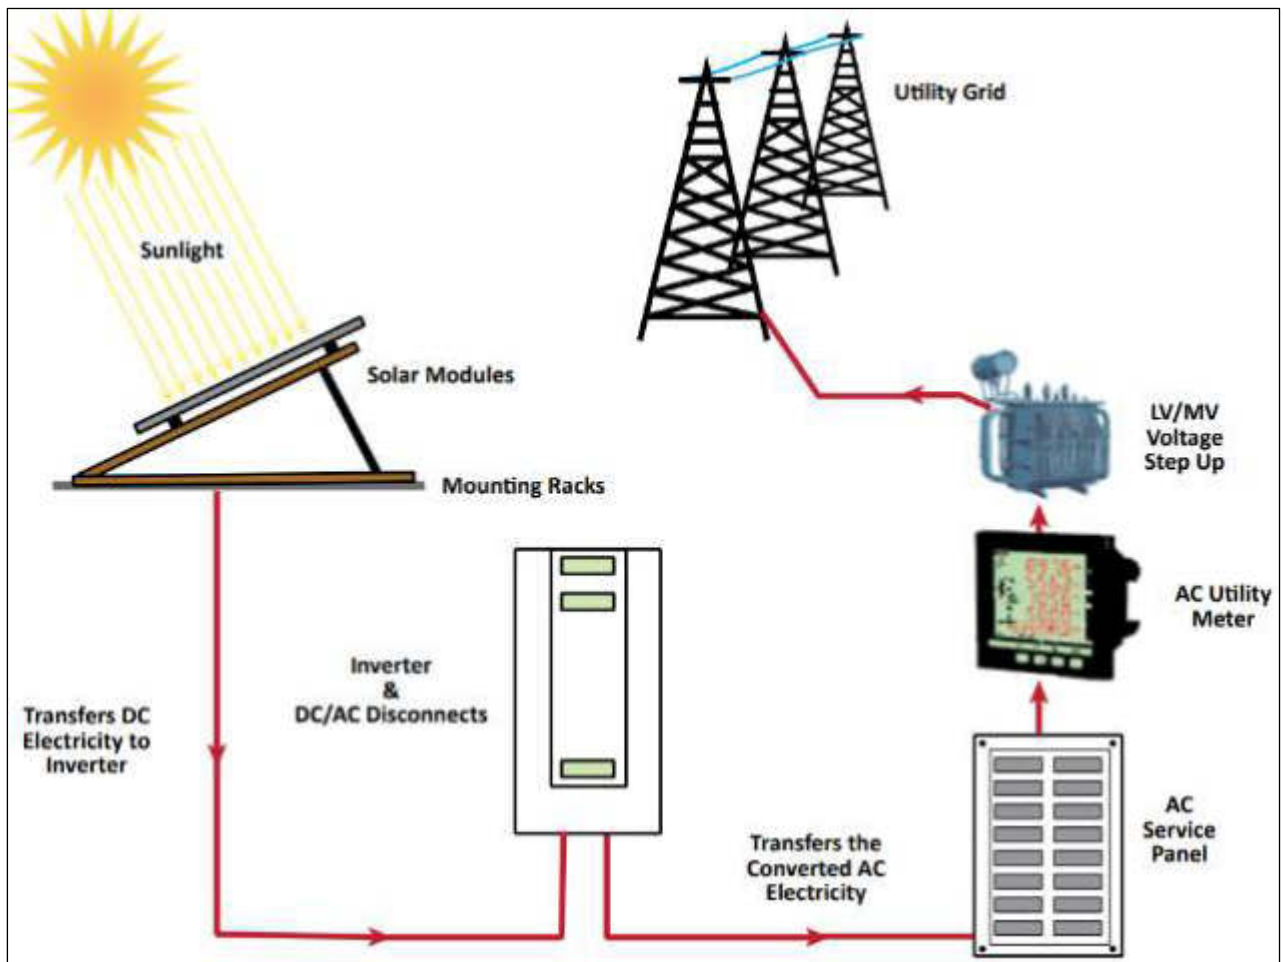 Utility Grid
Sunlight
Solar Modules
Mounting Racks
LV/MV
Voltage
Step Up
AC Utility
Meter
Inverter
&
DC/AC Disconnects
Transfers DC
Electricity to
Inverter
Transfers the
Converted AC
Electricity
AC
Service
Panel